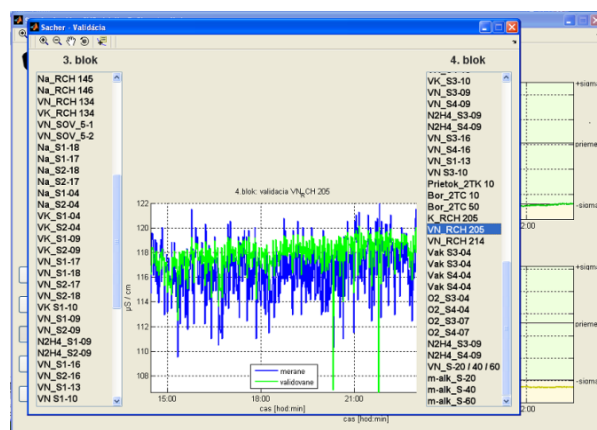 Sacher - Validácia
3. blok
4. blok
Na_RCH 145
Na_RCH 146
VN_RCH 134
VK_RCH 134
VN_SOV_5-1
VN_SOV_5-2
Na_S1-18
Na_S1-17
Na_S2-18
Na_S2-17
Na_S1-04
Na_S2-04
VK_S1-04
VK_S2-04
VK_S1-09
VK_S2-09
VN_S1-17
VN_S1-18
VN_S2-17
VN_S2-18
VK S1-10
VN_S1-09
VN_S2-09
N2H4_S1-09
N2H4_S2-09
VN_S1-16
VN_S2-16
VN_S1-13
VN S1-10
4.blok: validacia VNRCH 205
122
120
118
116
114
112
110
108
µS / cm
merane
validovane
15:00
18:00
21:00
cas [hod:min]
cas [hod:min]
VK_S3-10
VN_S3-09
VN_S4-09
N2H4_S3-09
N2H4_S4-09
VN_S3-16
VN_S4-16
VN_S1-13
VN S3-10
Prietok_2TK 10
Bor_2TC 10
Bor_2TC 50
K_RCH 205
VN_RCH 205
VN_RCH 214
Vak S3-04
Vak S3-04
Vak S4-04
Vak S4-04
O2_S3-04
O2_S4-04
O2_S3-07
O2_S4-07
N2H4_S3-09
N2H4_S4-09
VN_S-20 / 40 / 60
m-alk_S-20
m-alk_S-40
m-alk_S-60
+sigma
prieme
-sigma
2:00
+sigma
prieme
-sigma
2:00